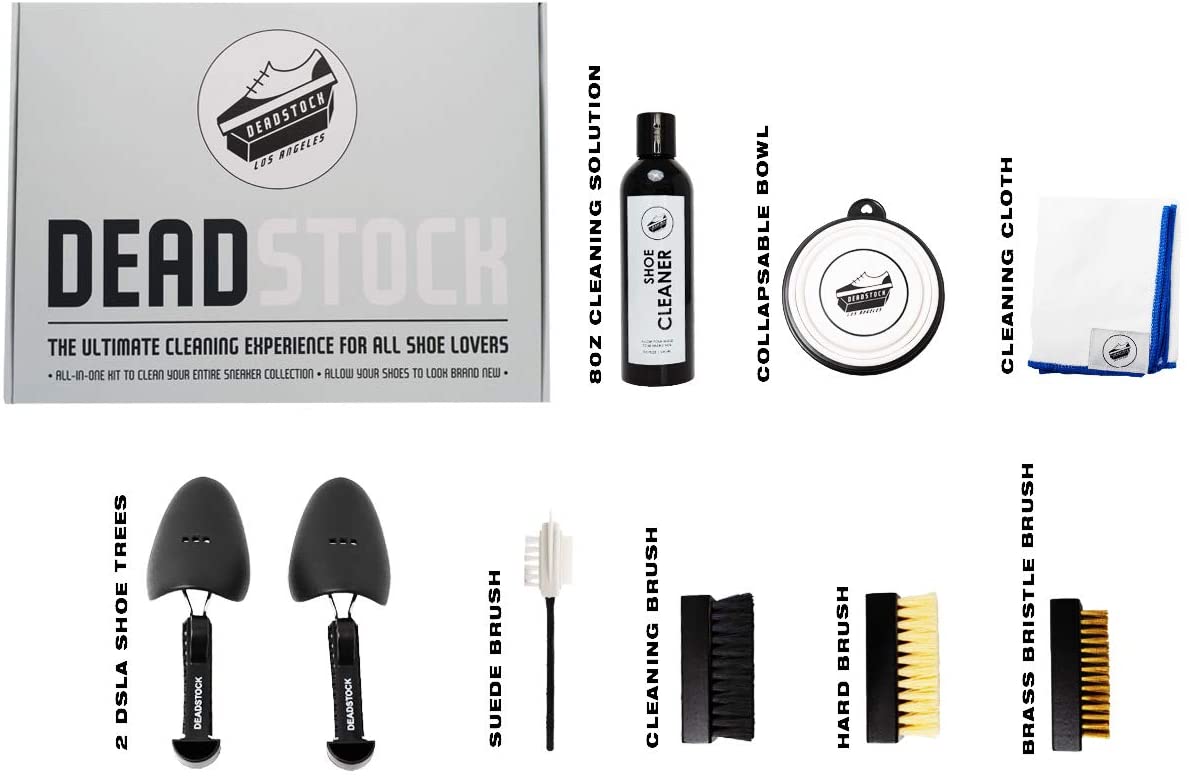 DEADSTOCK
LOS ANGELES
DEADSTOCK
THE ULTIMATE CLEANING EXPERIENCE FOR ALL SHOE LOVERS
• ALL-IN-ONE KIT TO CLEAN YOUR ENTIRE SNEAKER COLLECTION • ALLOW YOUR SHOES TO LOOK BRAND NEW •
8OZ CLEANING SOLUTION
SHOE
CLEANER
COLLAPSABLE BOWL
DEADSTOCK
LOS ANGELES
CLEANING CLOTH
2 DSLA SHOE TREES
DEADSTOCK
DEADSTOCK
SUEDE BRUSH
CLEANING BRUSH
HARD BRUSH
BRASS BRISTLE BRUSH